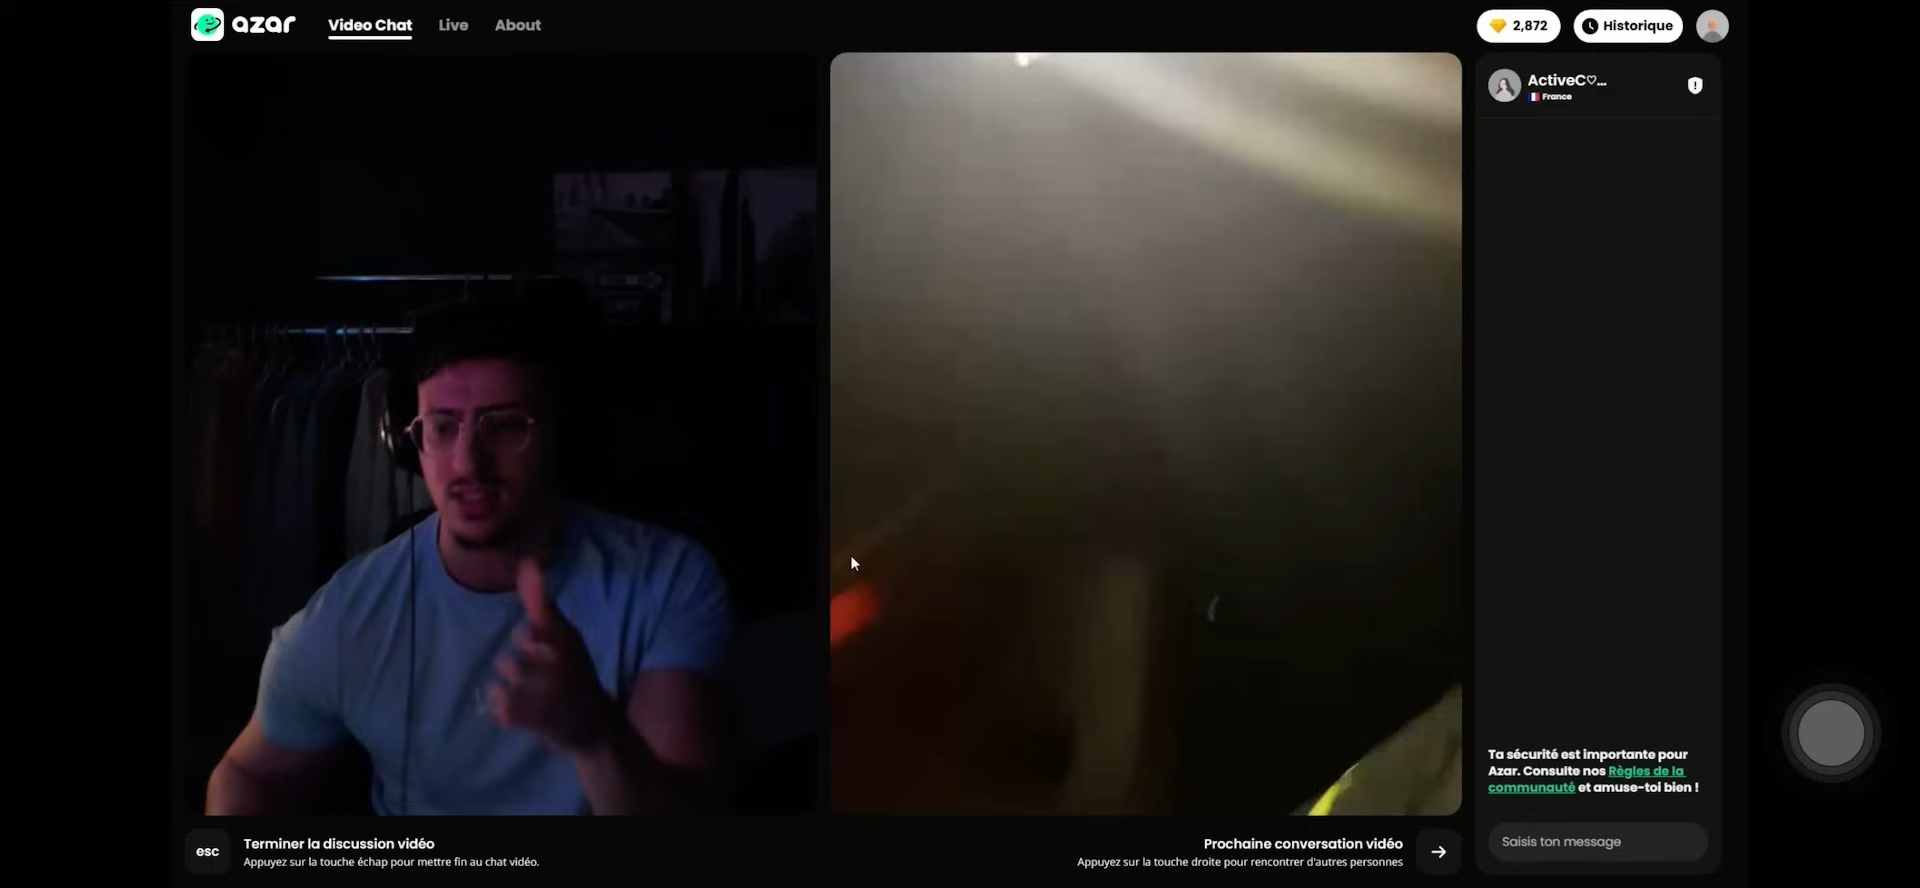 azar
Video Chat
Live
About
2,872
Historique
ActiveC♡...
France
Ta sécurité est importante pour
Azar. Consulte nos Règles de la
communauté et amuse-toi bien !
Saisis ton message
esc
Terminer la discussion vidéo
Appuyez sur la touche échap pour mettre fin au chat vidéo.
Prochaine conversation vidéo
Appuyez sur la touche droite pour rencontrer d'autres personnes